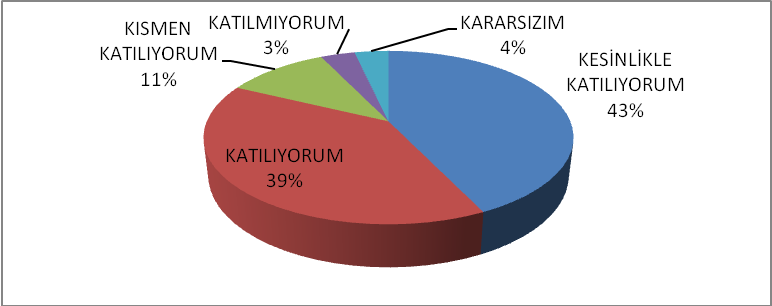 KISMEN
KATILIYORUM
11%
KATILMIYORUM
3%
KARARSIZIM
4%
KESİNLİKLE
KATILIYORUM
43%
KATILIYORUM
39%